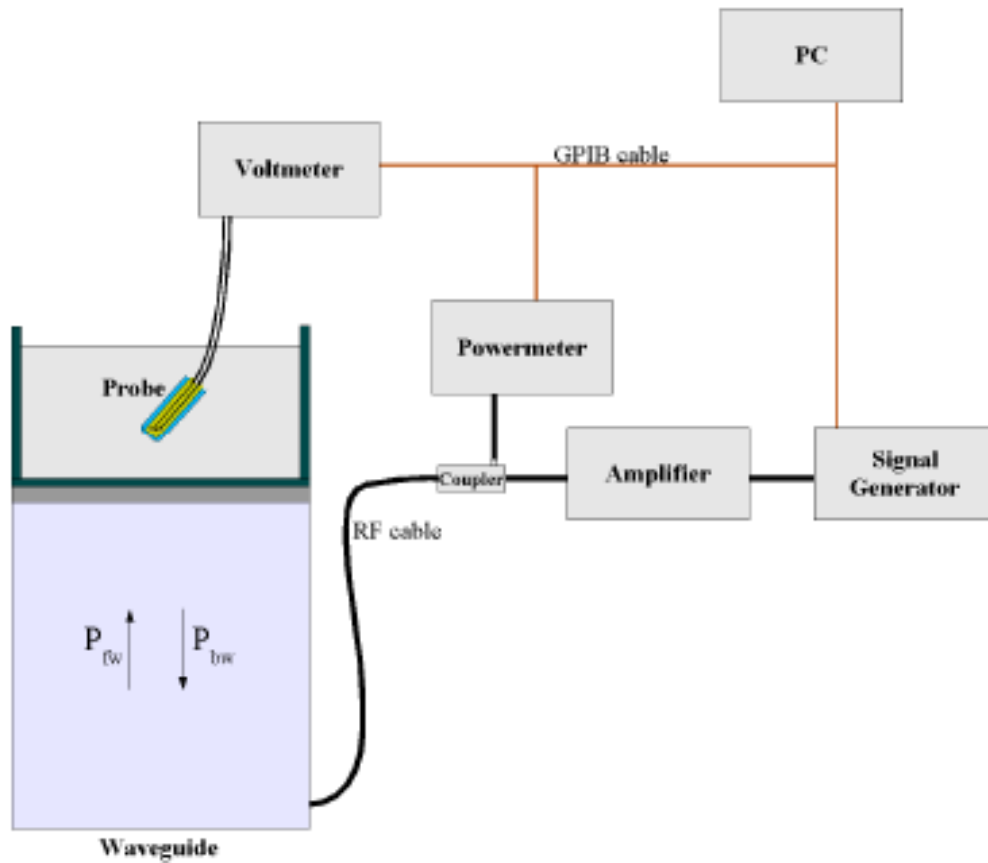 PC
GPIB cable
Voltmeter
Powermeter
Probe
Coupler
Amplifier
Signal
Generator
RF cable
P fw
P bw
Waveguide